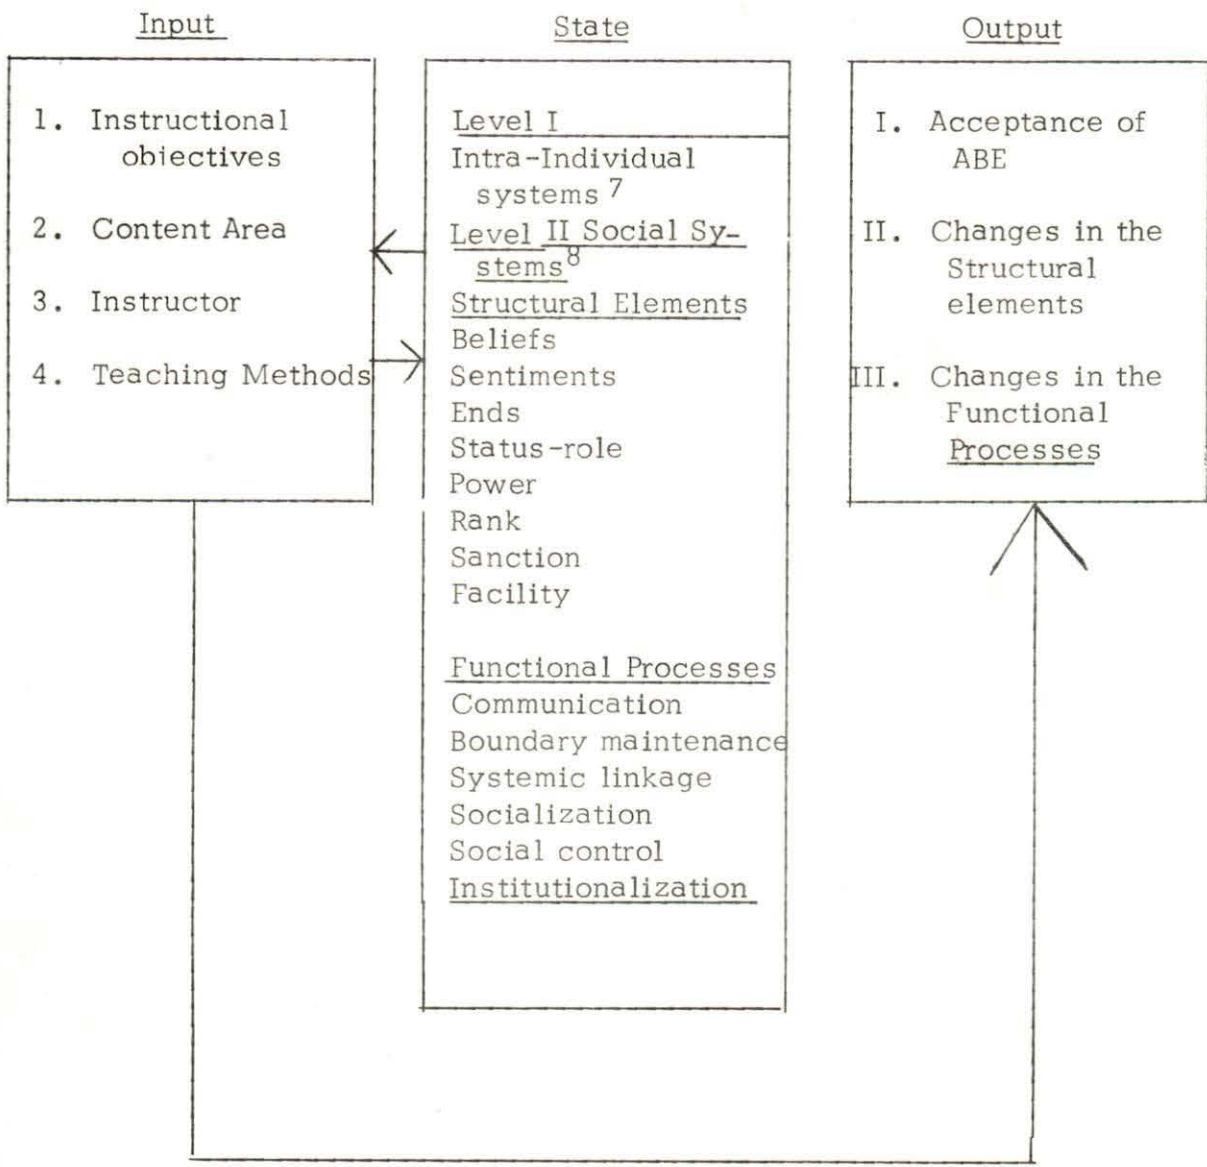 Input
State
Output
1. Instructional
obiectives
2. Content Area
3. Instructor
4. Teaching Methods
Level I
Intra-Individual
systems 7
Level II Social Sy-
stems8
Structural Elements
Beliefs
Sentiments
Ends
Status-role
Power
Rank
Sanction
Facility
Functional Processes
Communication
Boundary maintenance
Systemic linkage
Socialization
Social control
Institutionalization
I. Acceptance of
ABE
II. Changes in the
Structural
elements
III. Changes in the
Functional
Processes